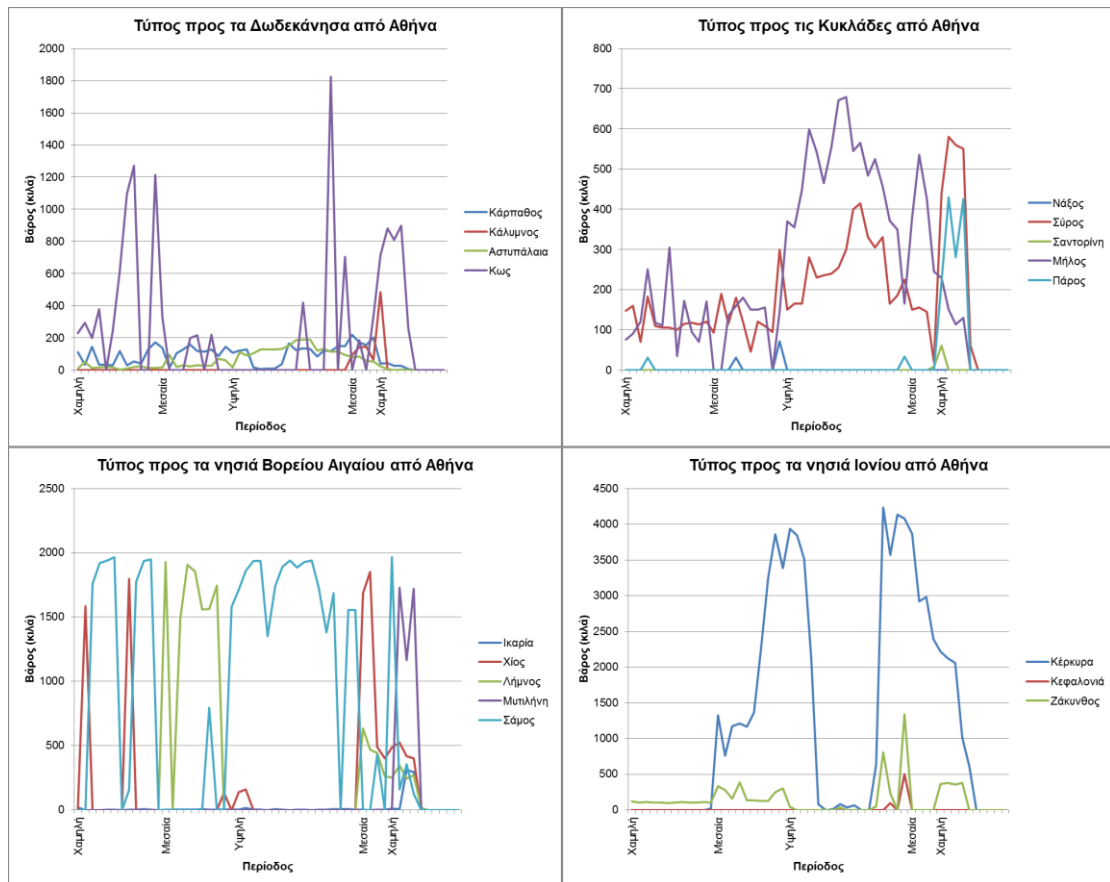 Τύπος προς τα Δωδεκάνησα από Αθήνα
2000
1800
1600
1400
1200
1000
800
600
400
200
0
Βάρος (κιλά)
Κάρπαθος
Κάλυμνος
Αστυπάλαια
Κως
Χαμηλή
Μεσαία
Υψηλή
Μεσαία
Χαμηλή
Περίοδος
Τύπος προς τις Κυκλάδες από Αθήνα
800
700
600
500
400
300
200
100
0
Βάρος (κιλά)
Νάξος
Σύρος
Σαντορίνη
Μήλος
Πάρος
Χαμηλή
Μεσαία
Υψηλή
Μεσαία
Χαμηλή
Περίοδος
Τύπος προς τα νησιά Βορείου Αιγαίου από Αθήνα
2500
2000
1500
1000
500
0
Βάρος (κιλά)
Ικαρία
Χίος
Λήμνος
Μυτιλήνη
Σάμος
Χαμηλή
Μεσαία
Υψηλή
Μεσαία
Χαμηλή
Περίοδος
Τύπος προς τα νησιά Ιονίου από Αθήνα
4500
4000
3500
3000
2500
2000
1500
1000
500
0
Βάρος (κιλά)
Κέρκυρα
Κεφαλονιά
Ζάκυνθος
Χαμηλή
Μεσαία
Υψηλή
Μεσαία
Χαμηλή
Περίοδος